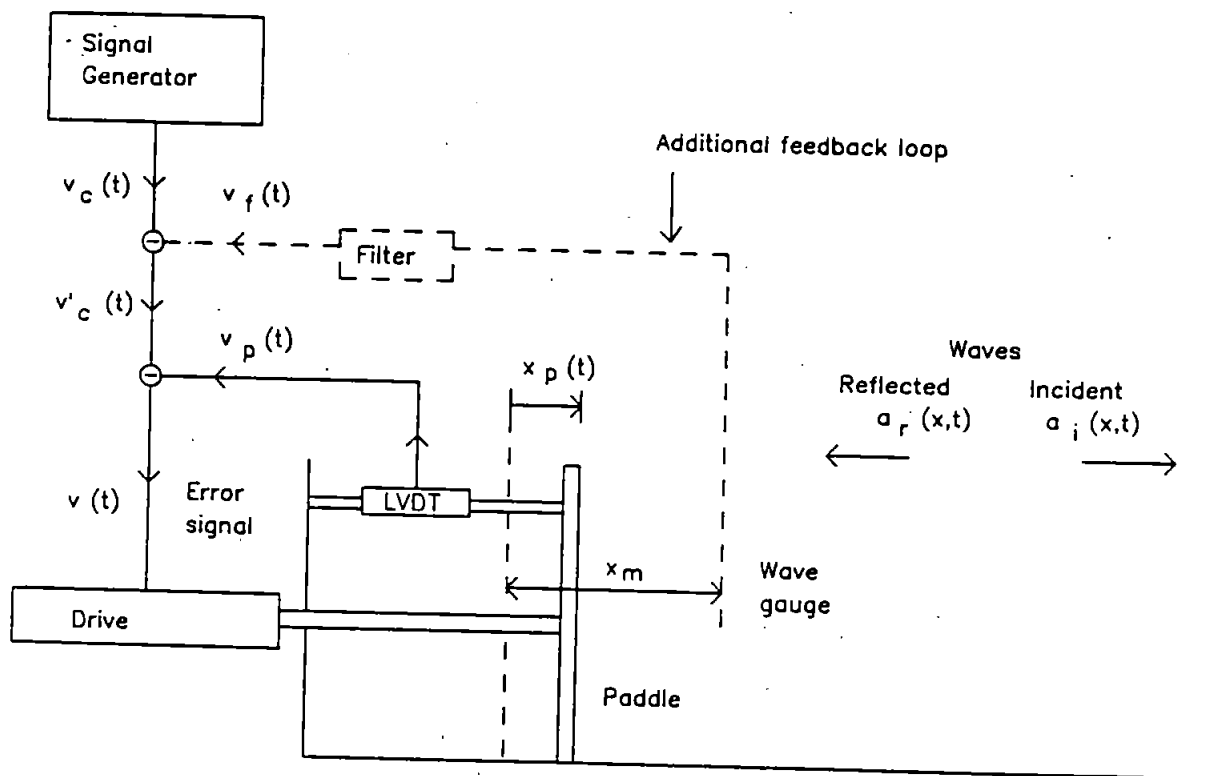 Signal
Generator
Additional feedback loop
v c (t)
v f (t)
Filter
v' c (t)
v p (t)
x p (t)
Waves
Reflected
a r (x,t)
Incident
a i (x,t)
v (t)
Error
signal
LVDT
x m
Wave
gauge
Drive
Paddle